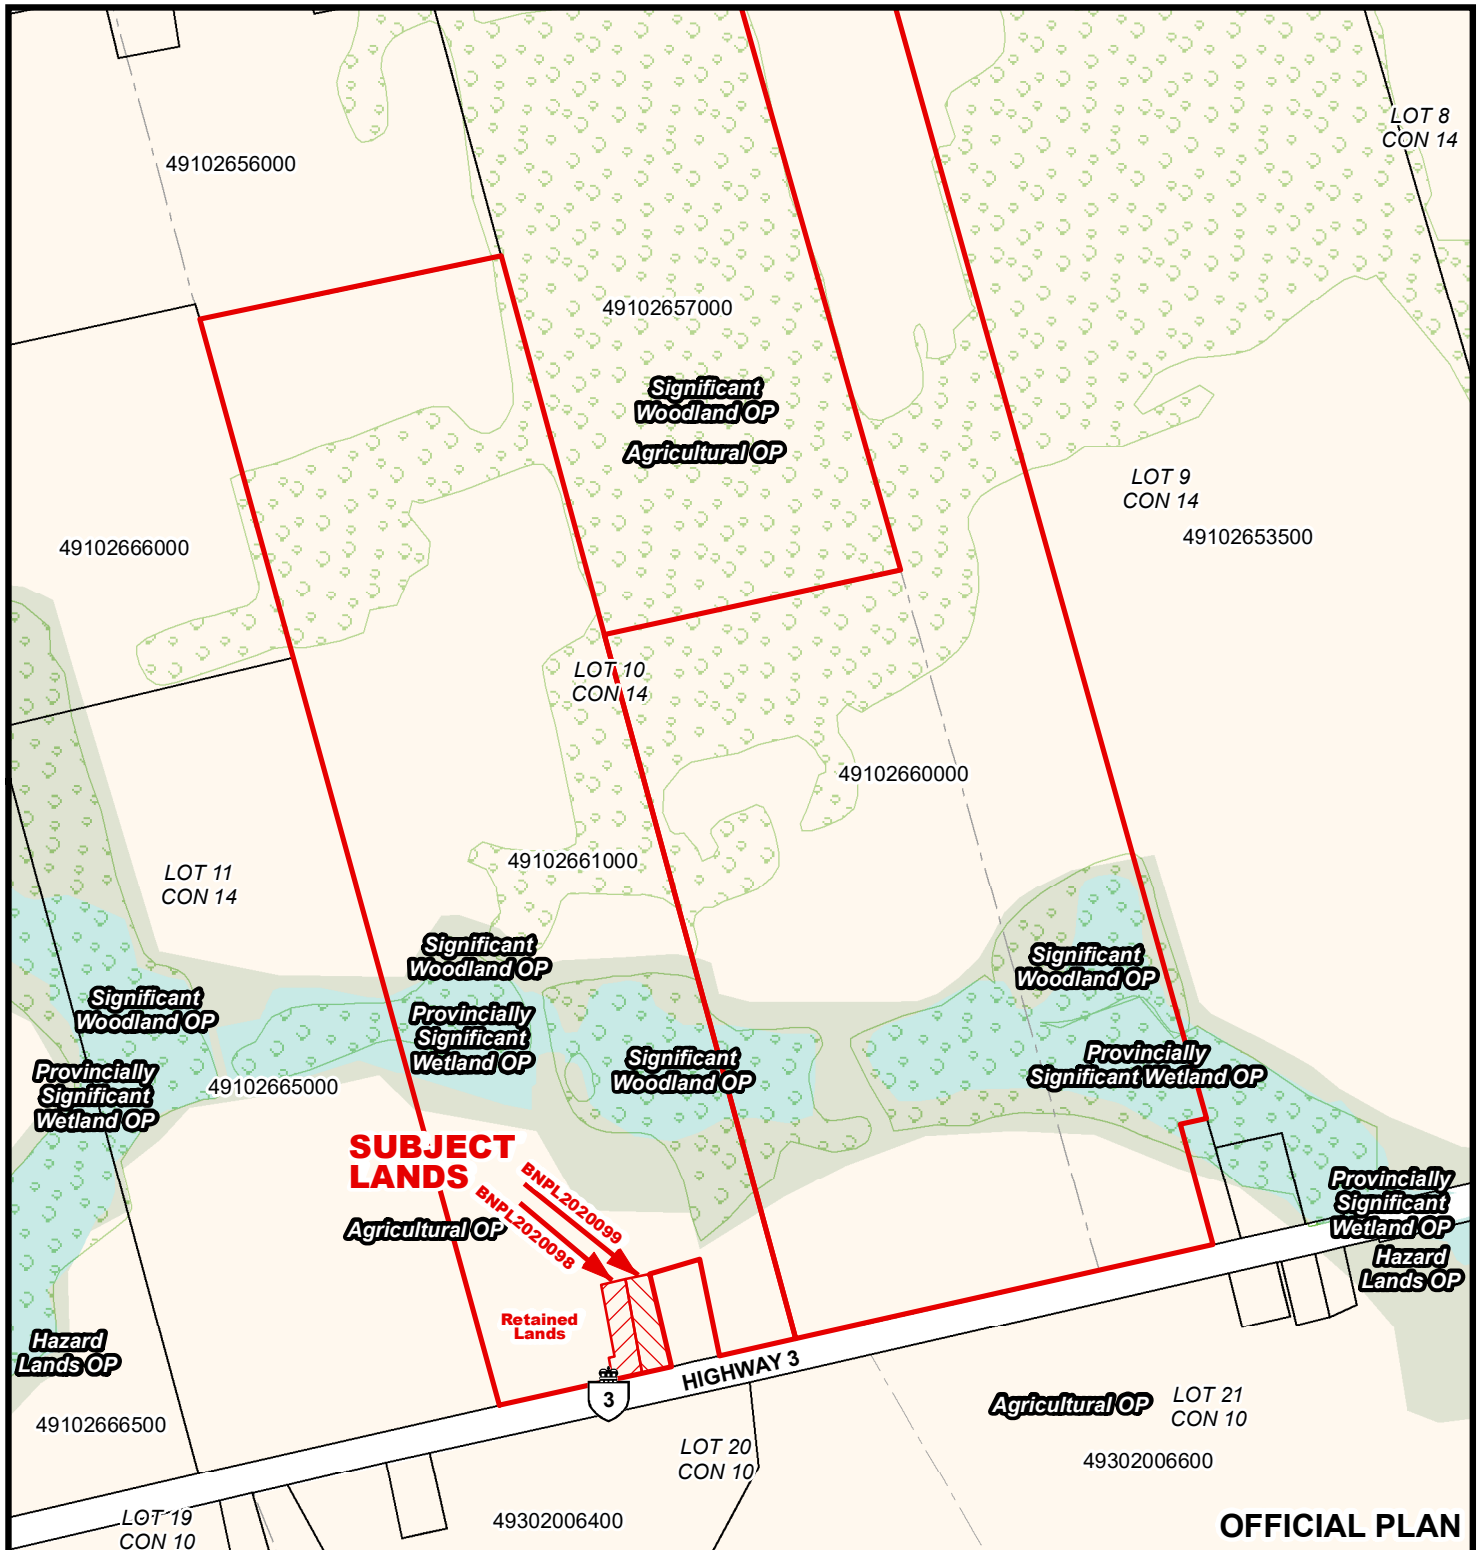 LOT 8
CON 14
49102656000
49102657000
Significant
Woodland OP
Agricultural OP
LOT 9
CON 14
49102653500
49102666000
LOT 10
CON 14
49102660000
49102661000
LOT 11
CON 14
Significant
Woodland OP
Significant
Woodland OP
Significant
Woodland OP
Provincially
Significant
Wetland OP
Significant
Woodland OP
Provincially
Significant Wetland OP
Provincially
Significant
Wetland OP
49102665000
SUBJECT
LANDS
BNPL2020099
BNPL2020098
Agricultural OP
Provincially
Significant
Wetland OP
Hazard
Lands OP
Retained
Lands
Hazard
Lands OP
HIGHWAY 3
3
49102666500
Agricultural OP
LOT 21
CON 10
LOT 20
CON 10
49302006600
LOT 19
CON 10
49302006400
OFFICIAL PLAN